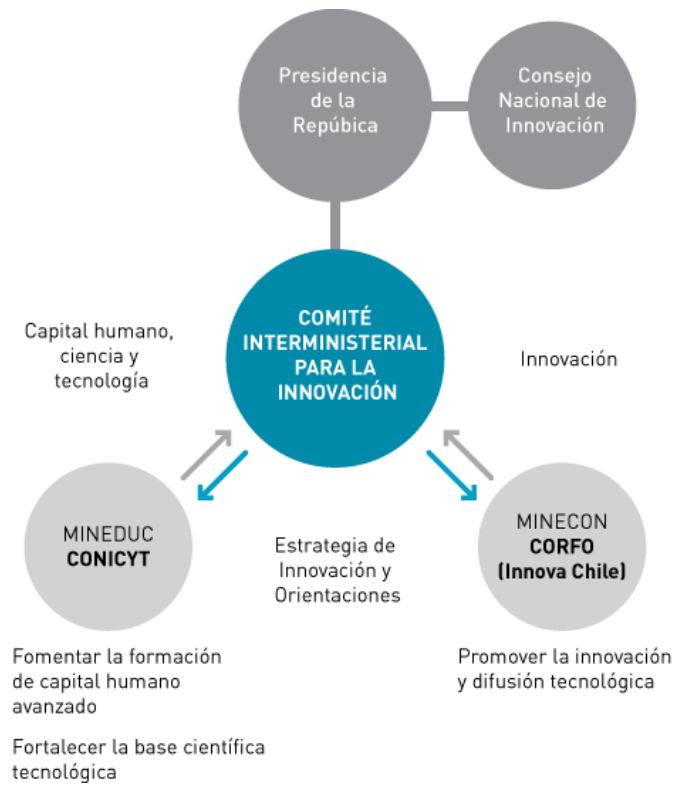 Presidencia
de la
Repúbica
Consejo
Nacional de
Innovación
COMITÉ
INTERMINISTERIAL
PARA LA
INNOVACIÓN
Capital humano,
ciencia y
tecnología
Innovación
MINEDUC
CONICYT
Estrategia de
Innovación y
Orientaciones
MINECON
CORFO
(Innova Chile)
Fomentar la formación
de capital humano
avanzado
Fortalecer la base científica
tecnológica
Promover la innovación
y difusión tecnológica